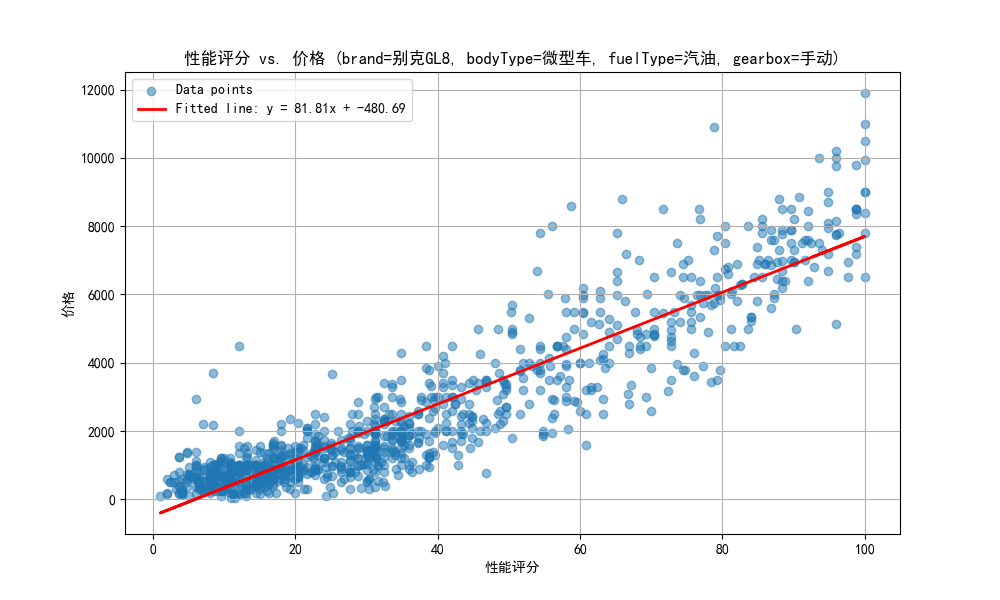 性能评分 vs. 价格 (brand=别克GL8, bodyType=微型车, fuelType=汽油, gearbox=手动)
Data points
Fitted line: y = 81.81x + -480.69
12000
10000
8000
6000
4000
2000
0
价格
0 20 40 60 80 100
性能评分